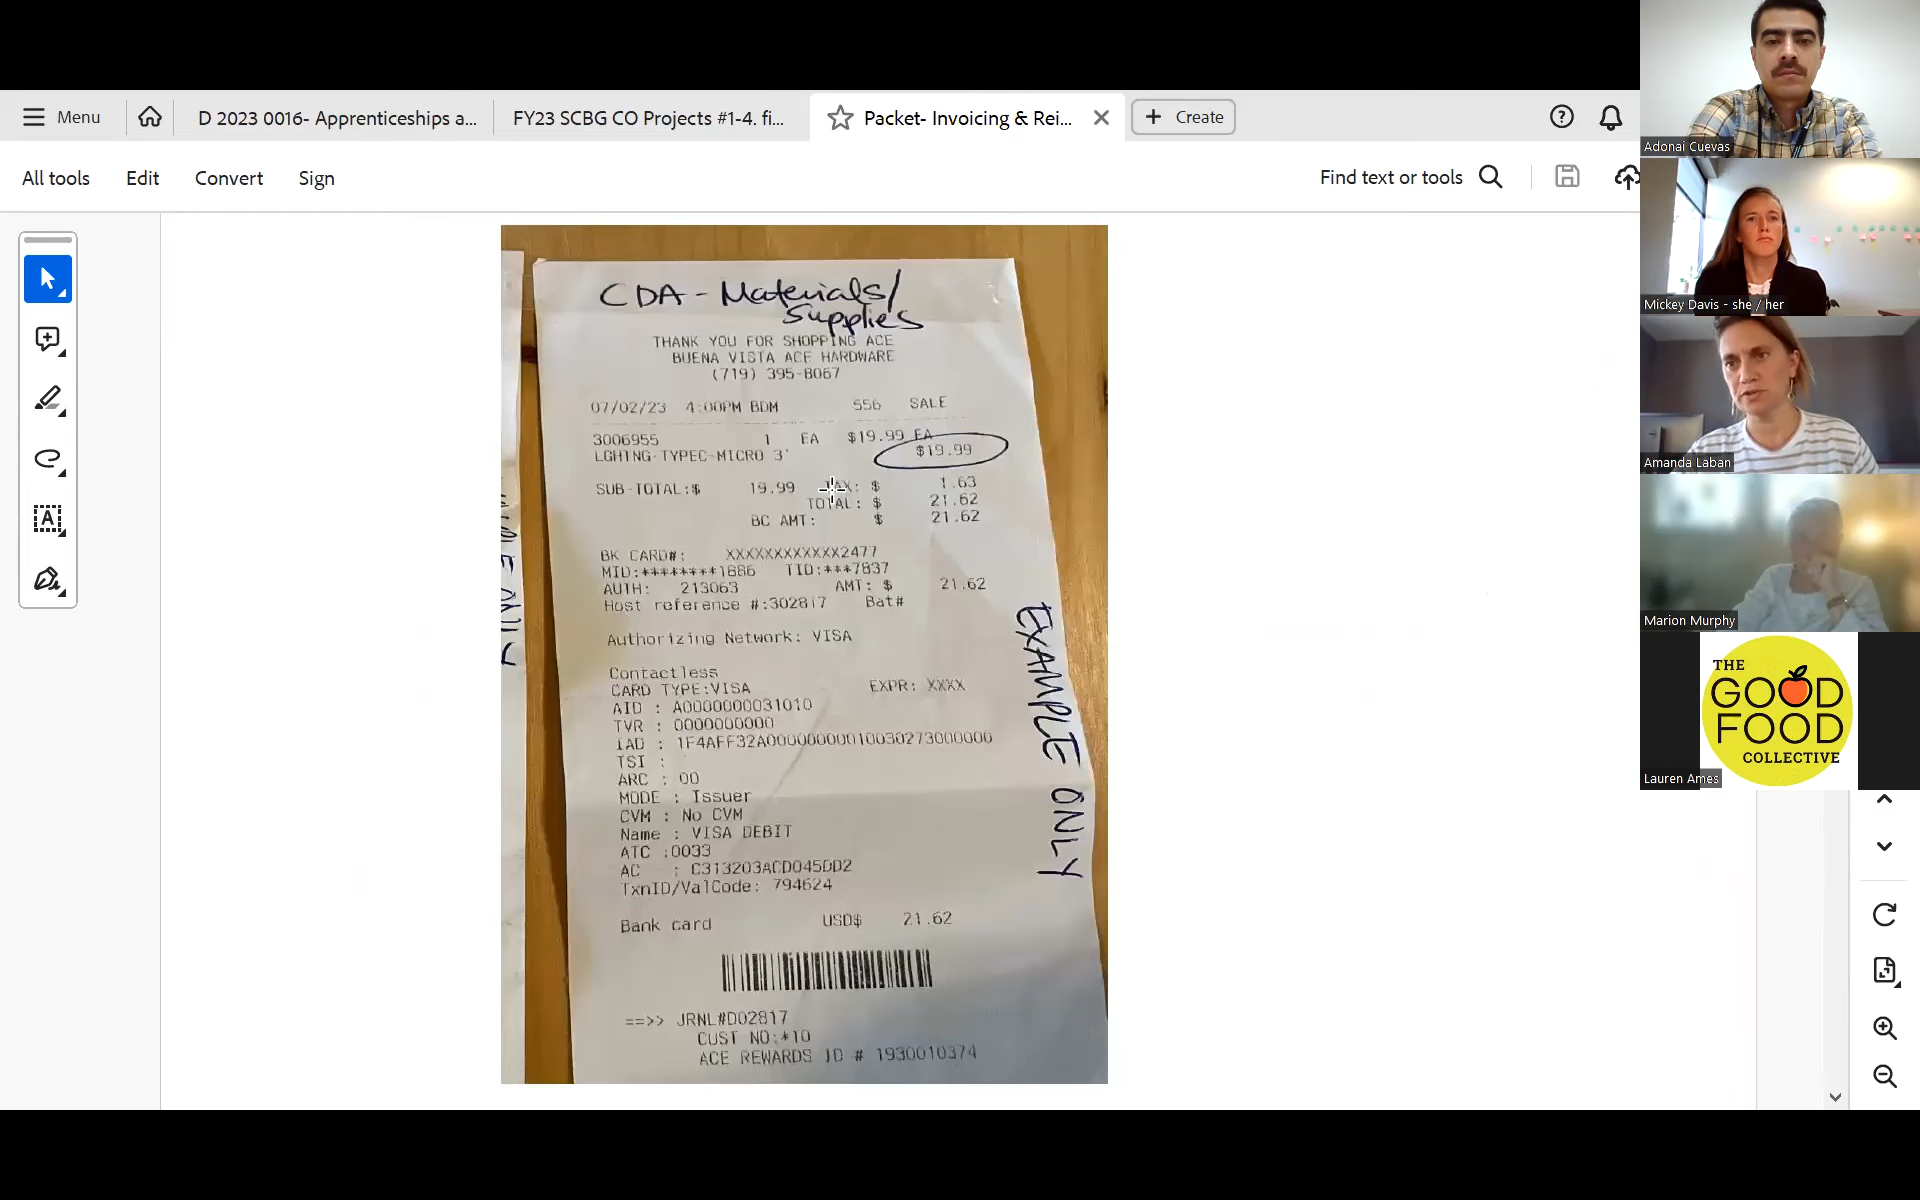 Menu
D 2023 0016- Apprenticeships a...
FY23 SCBG CO Projects #1-4. fi...
Packet- Invoicing & Rei...
Create
All tools
Edit
Convert
Sign
Find text or tools
CDA - Materials/
Supplies
THANK YOU FOR SHOPPING ACE
BUENA VISTA ACE HARDWARE
(719) 395-8067
07/02/23 4:00PM BDM 556 SALE
3006955 1 EA $19.99 EA
LGHTNG-TYPEC-MICRO 3' $19.99
SUB-TOTAL:$ 19.99 TAX: $ 1.63
TOTAL: $ 21.62
BC AMT: $ 21.62
BK CARD#: XXXXXXXXXXXX2477
MID:********1886 TID:***7837
AUTH: 213063 AMT: $ 21.62
Host reference #:302817 Bat#
Authorizing Network: VISA
Contactless
CARD TYPE:VISA EXPR: XXXX
AID : A0000000031010
TVR : 0000000000
IAD : 1F4AFF32A00000000010030273000000
TSI :
ARC : 00
MODE : Issuer
CVM : No CVM
Name : VISA DEBIT
ATC :0033
AC : C313203ACD045DD2
TxnID/ValCode: 794624
Bank card USD$ 21.62
==>> JRNL#D02817
CUST NO:*10
ACE REWARDS ID # 1930010374
EXAMPLE ONLY
Adonai Cuevas
Mickey Davis - she / her
Amanda Laban
Marion Murphy
THE
GOOD
FOOD
COLLECTIVE
Lauren Ames